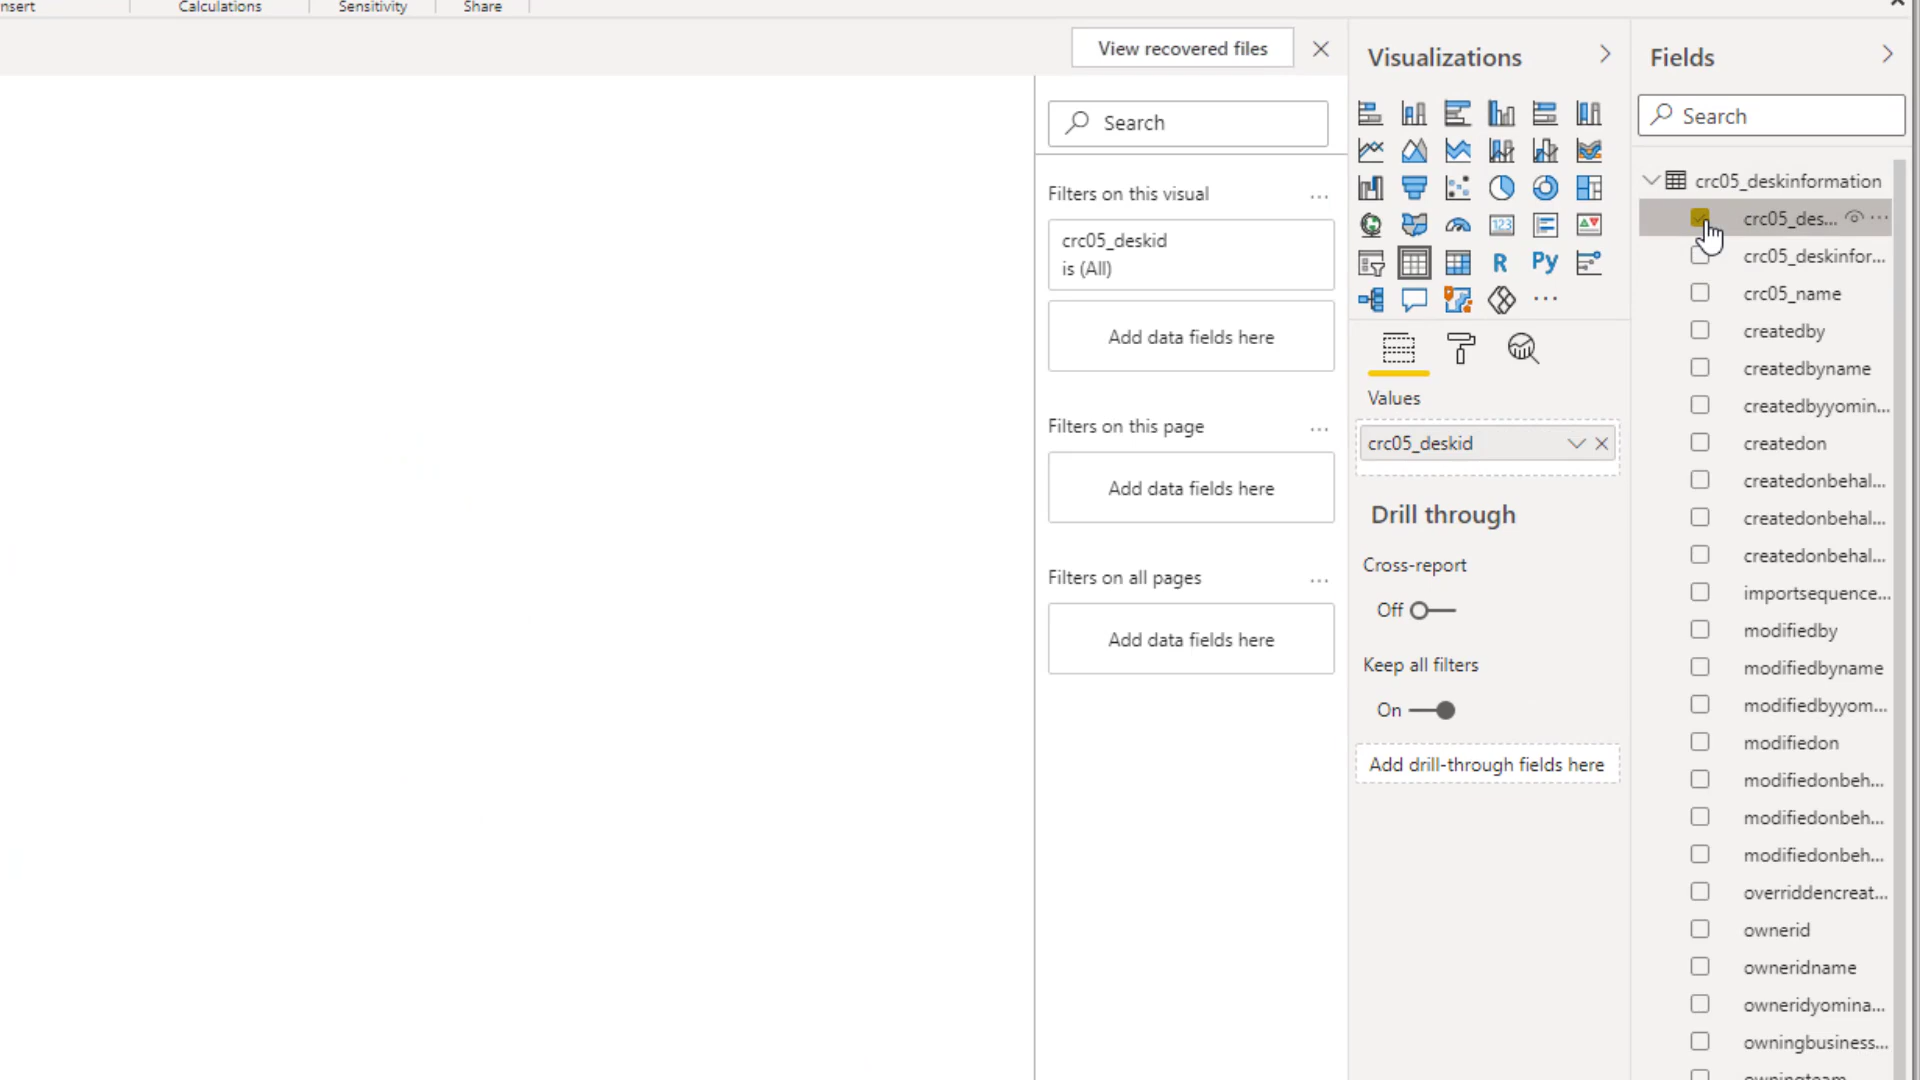 nsert
Calculations
Sensitivity
Share
View recovered files
Search
Filters on this visual
...
crc05_deskid
is (All)
Add data fields here
Filters on this page
...
Add data fields here
Filters on all pages
...
Add data fields here
Visualizations
123
R
Py
...
Values
crc05_deskid
Drill through
Cross-report
Off
Keep all filters
On
Add drill-through fields here
Fields
Search
crc05_deskinformation
crc05_des... ...
crc05_deskinfor...
crc05_name
createdby
createdbyname
createdbyyomin...
createdon
createdonbehal...
createdonbehal...
createdonbehal...
importsequence...
modifiedby
modifiedbyname
modifiedbyyom...
modifiedon
modifiedonbeh...
modifiedonbeh...
modifiedonbeh...
overriddencreat...
ownerid
owneridname
owneridyomina...
owningbusiness...
owningteam